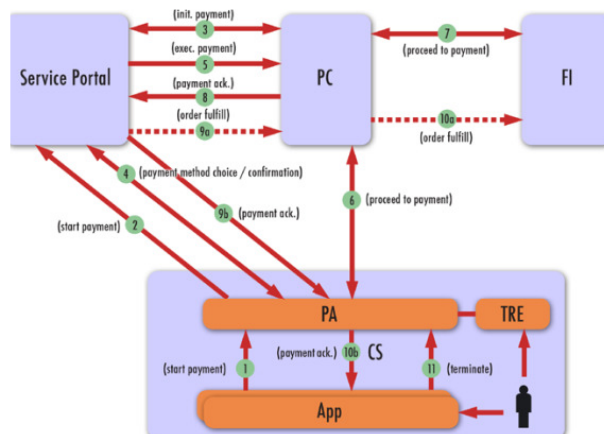 (init. payment)
3
7
(exec. payment)
(proceed to payment)
5
Service Portal
PC
FI
(payment ack.)
8
(order fulfill)
9a
10a
(order fulfill)
4
(payment method choice / confirmation)
6
(proceed to payment)
9b
(payment ack.)
2
(start payment)
PA
TRE
(payment ack.)
10b
CS
(start payment)
1
11
(terminate)
App